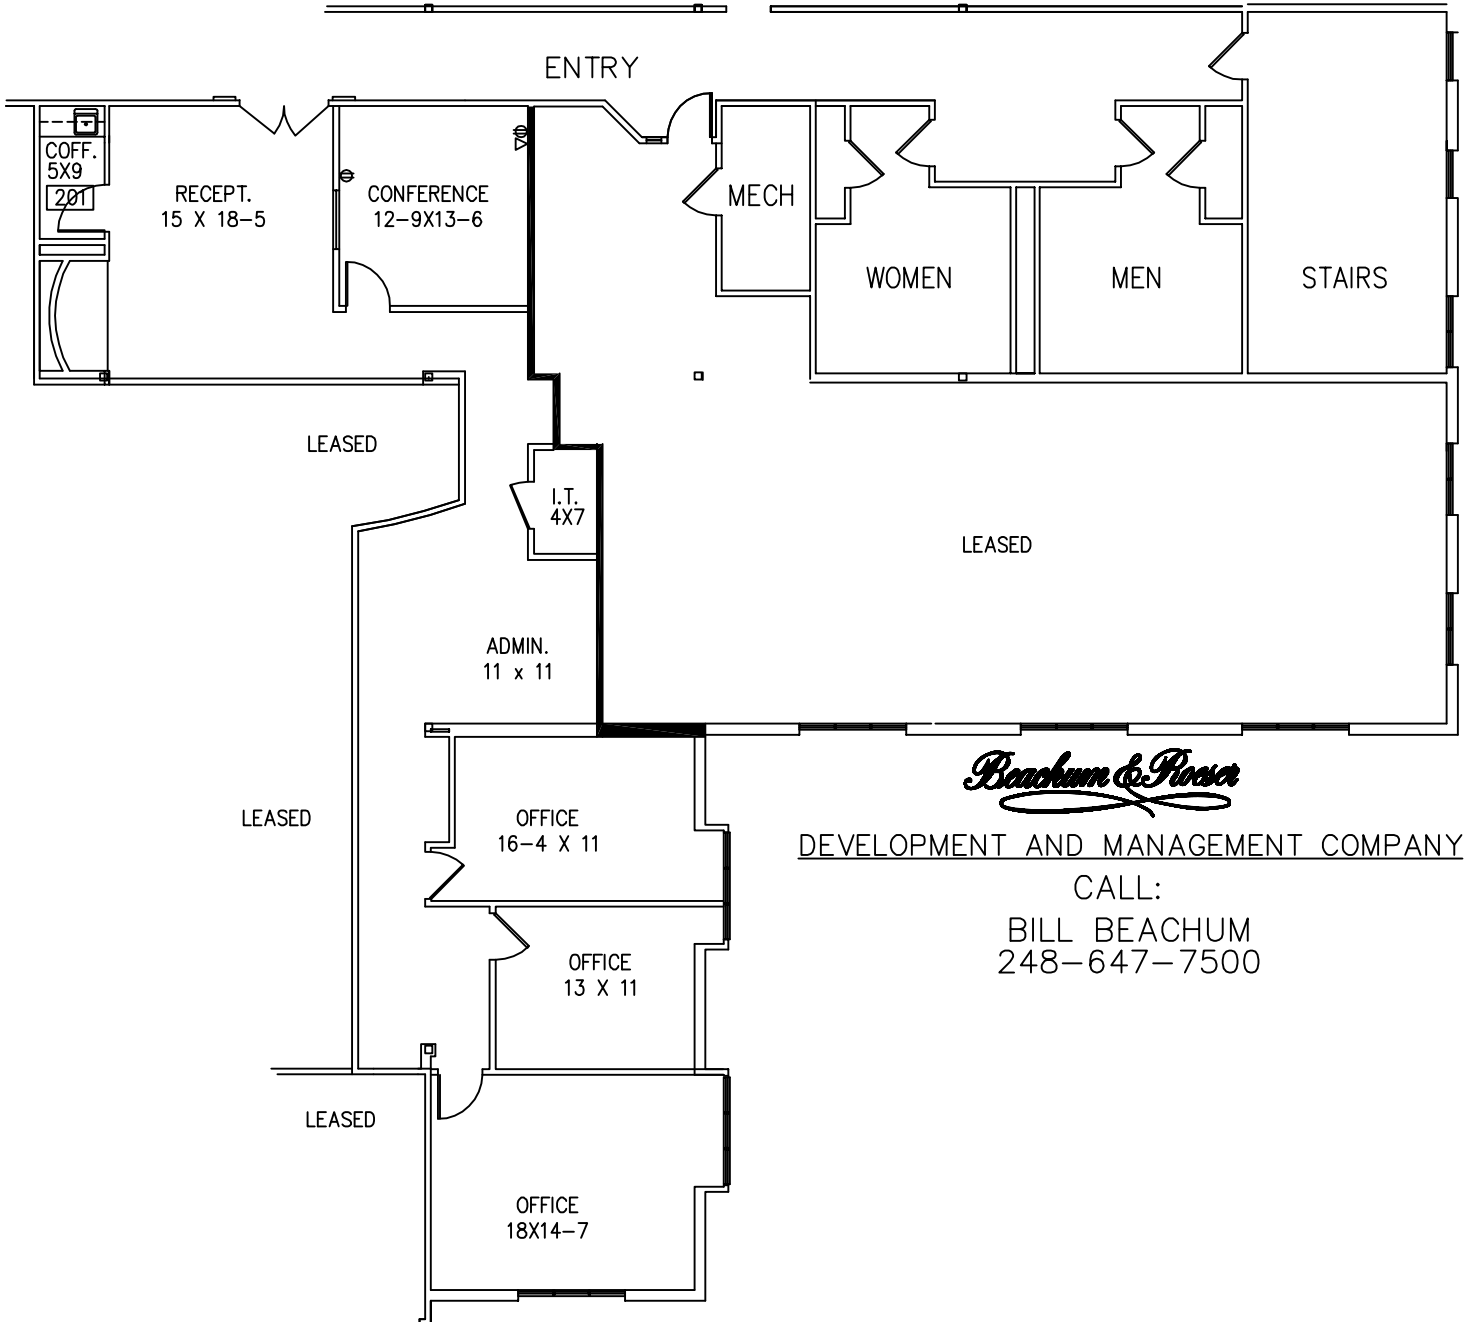 ENTRY
COFF.
5X9
201
RECEPT.
15 X 18-5
CONFERENCE
12-9X13-6
MECH
WOMEN
MEN
STAIRS
LEASED
I.T.
4X7
LEASED
ADMIN.
11 x 11
LEASED
OFFICE
16-4 X 11
OFFICE
13 X 11
LEASED
OFFICE
18X14-7
Beachum & Roeser
DEVELOPMENT AND MANAGEMENT COMPANY
CALL:
BILL BEACHUM
248-647-7500